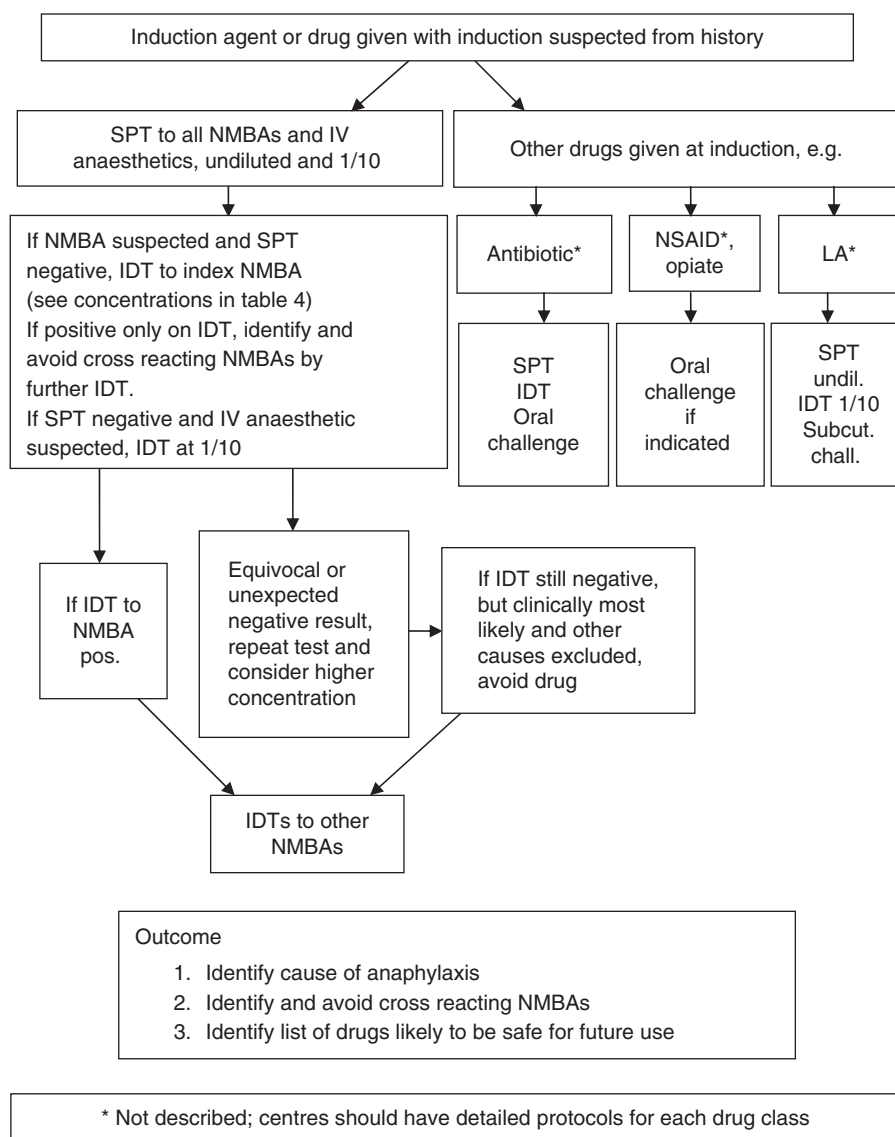 Induction agent or drug given with induction suspected from history
SPT to all NMBAs and IV
anaesthetics, undiluted and 1/10
Other drugs given at induction, e.g.
If NMBA suspected and SPT
negative, IDT to index NMBA
(see concentrations in table 4)
If positive only on IDT, identify and
avoid cross reacting NMBAs by
further IDT.
If SPT negative and IV anaesthetic
suspected, IDT at 1/10
Antibiotic*
NSAID*,
opiate
LA*
SPT
IDT
Oral
challenge
Oral
challenge
if
indicated
SPT
undil.
IDT 1/10
Subcut.
chall.
If IDT to
NMBA
pos.
Equivocal or
unexpected
negative result,
repeat test and
consider higher
concentration
If IDT still negative,
but clinically most
likely and other
causes excluded,
avoid drug
IDTs to other
NMBAs
Outcome
1. Identify cause of anaphylaxis
2. Identify and avoid cross reacting NMBAs
3. Identify list of drugs likely to be safe for future use
* Not described; centres should have detailed protocols for each drug class